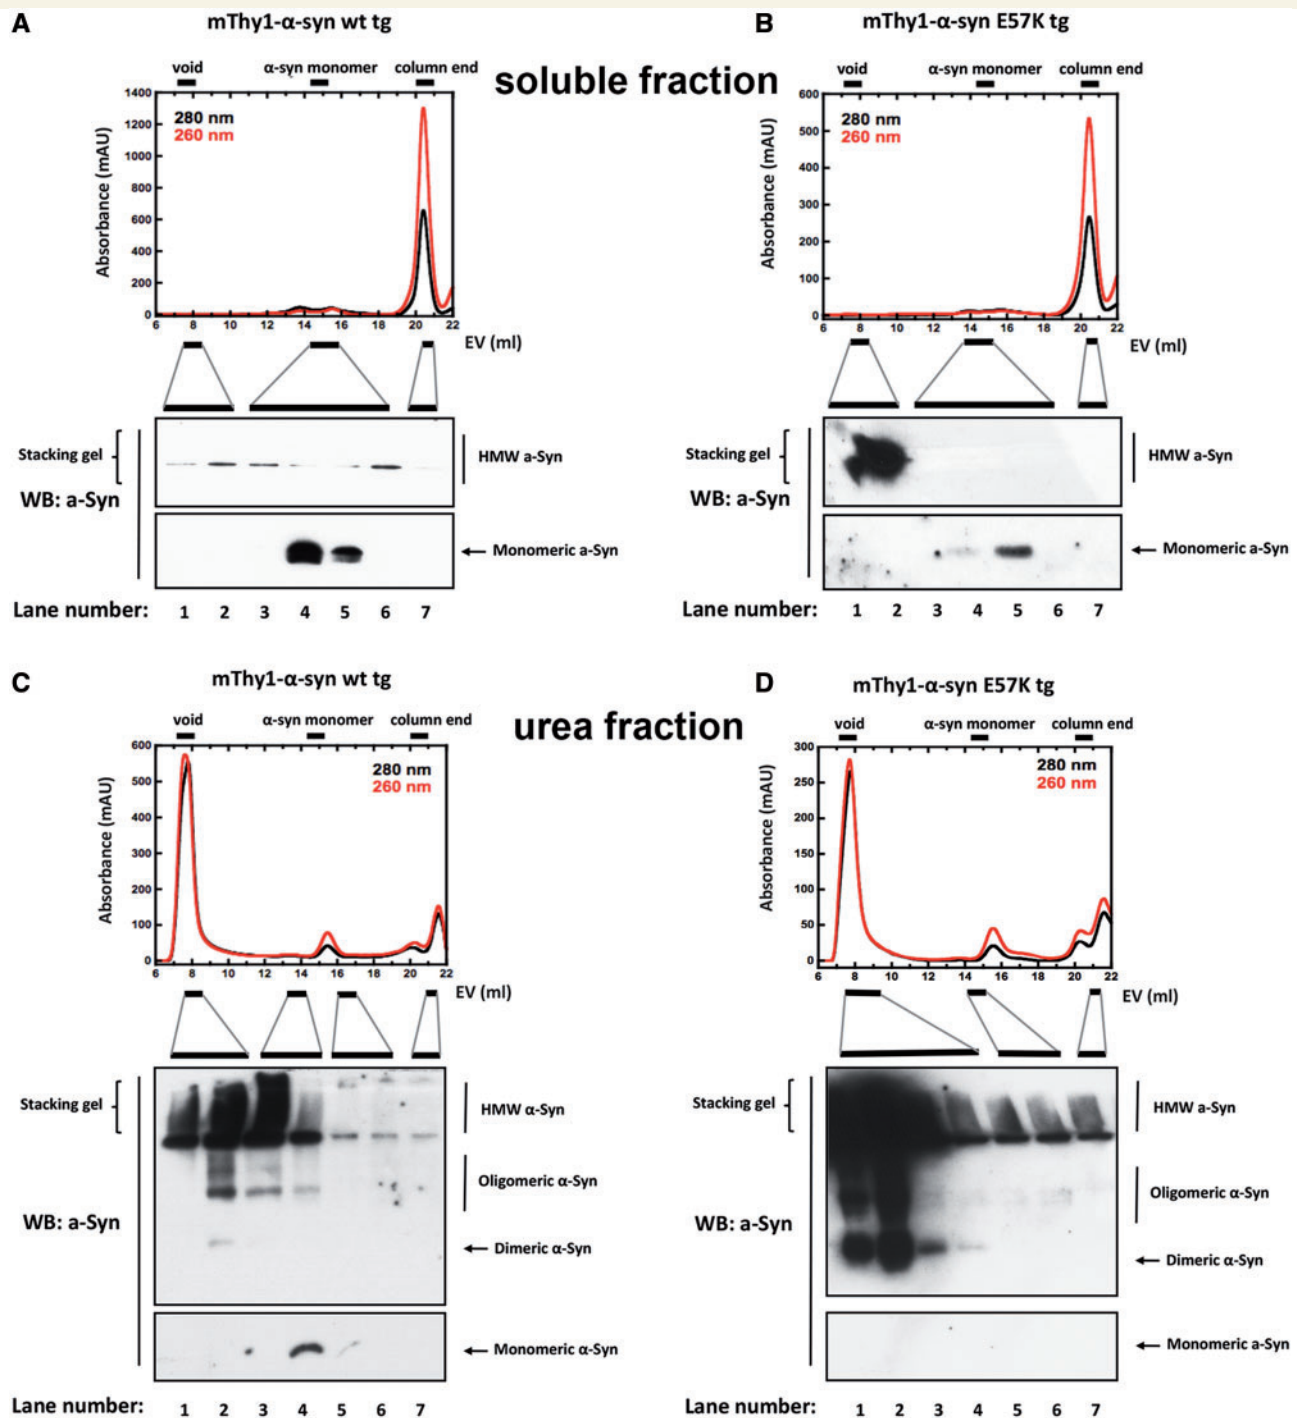 A
mThy1-α-syn wt tg
B
mThy1-α-syn E57K tg
soluble fraction
void
α-syn monomer
column end
280 nm
260 nm
Absorbance (mAU)
1400
1200
1000
800
600
400
200
0
6 8 10 12 14 16 18 20 22
EV (ml)
Stacking gel
HMW a-Syn
WB: a-Syn
Monomeric a-Syn
Lane number: 1 2 3 4 5 6 7
void
α-syn monomer
column end
280 nm
260 nm
Absorbance (mAU)
600
500
400
300
200
100
0
6 8 10 12 14 16 18 20 22
EV (ml)
Stacking gel
HMW a-Syn
WB: a-Syn
Monomeric a-Syn
Lane number: 1 2 3 4 5 6 7
C
mThy1-α-syn wt tg
D
mThy1-α-syn E57K tg
urea fraction
void
α-syn monomer
column end
280 nm
260 nm
Absorbance (mAU)
600
500
400
300
200
100
0
6 8 10 12 14 16 18 20 22
EV (ml)
Stacking gel
HMW α-Syn
Oligomeric α-Syn
WB: a-Syn
Dimeric α-Syn
Monomeric α-Syn
Lane number: 1 2 3 4 5 6 7
void
α-syn monomer
column end
280 nm
260 nm
Absorbance (mAU)
300
250
200
150
100
50
0
6 8 10 12 14 16 18 20 22
EV (ml)
Stacking gel
HMW a-Syn
Oligomeric α-Syn
WB: a-Syn
Dimeric α-Syn
Monomeric a-Syn
Lane number: 1 2 3 4 5 6 7